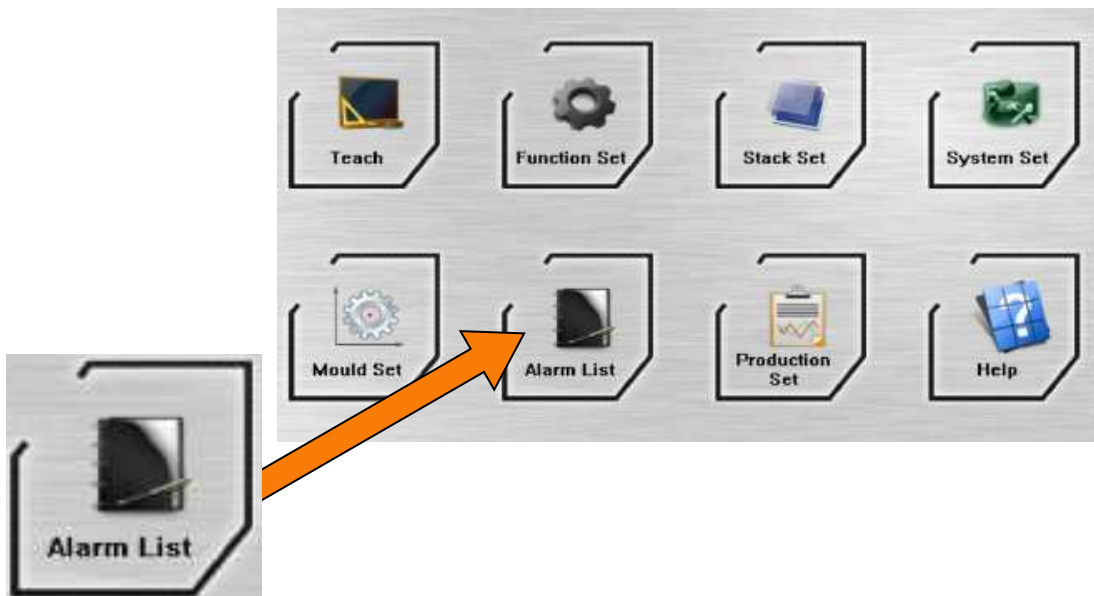 Teach
Function Set
Stack Set
System Set
Mould Set
Alarm List
Production
Set
Help
Alarm List